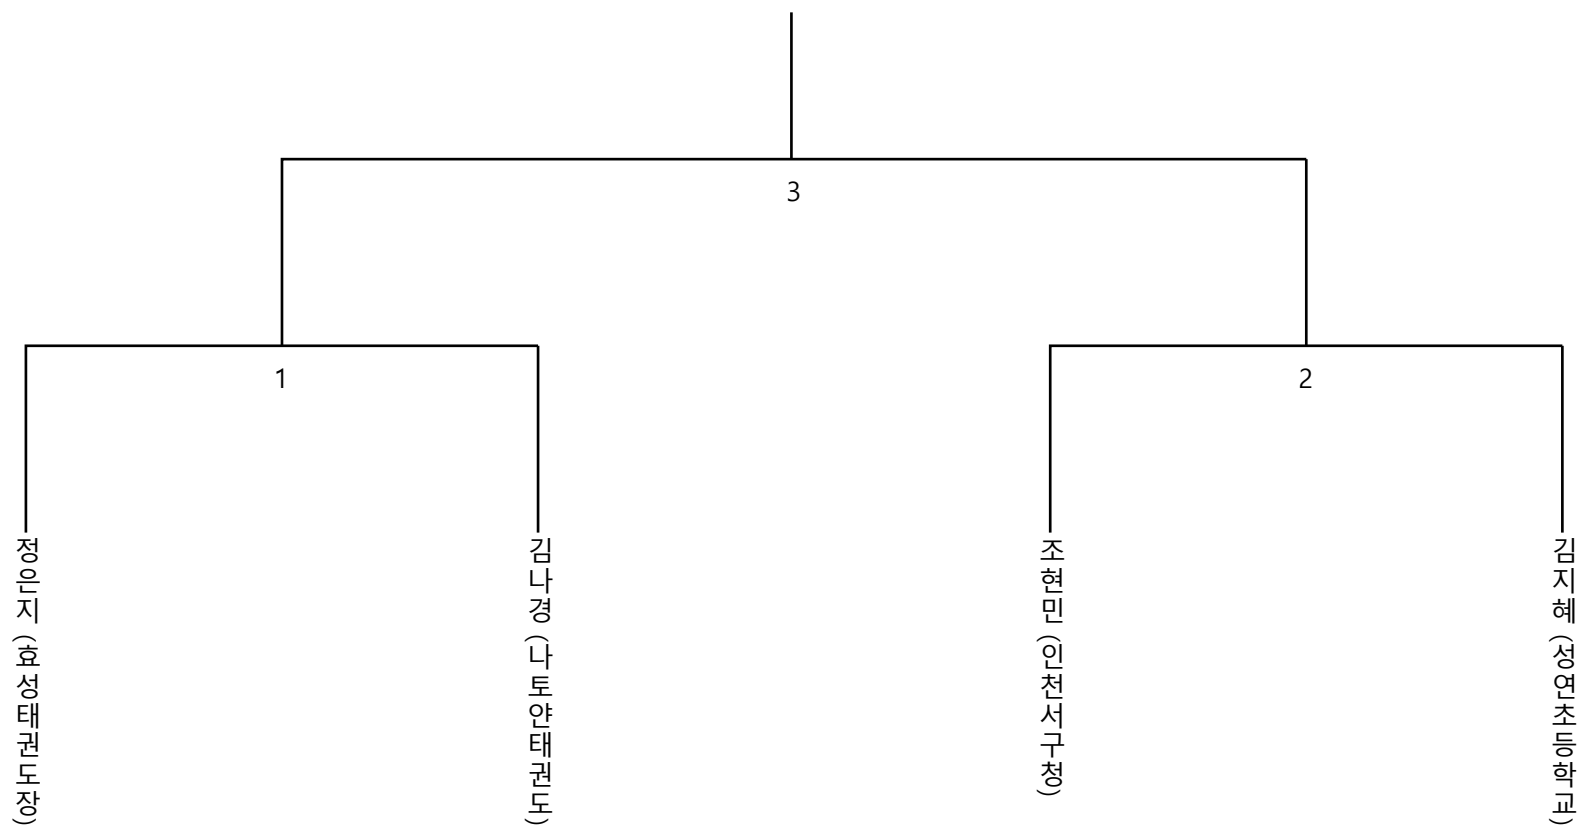 3
1
2
정은지 (효성태권도장)
김나경 (나토얀태권도)
조현민 (인천서구청)
김지혜 (성연초등학교)